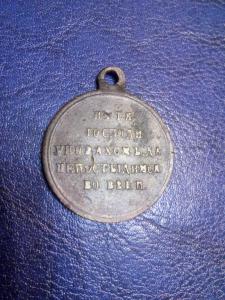 НА ТЯ
ГОСПОДИ
УПОВАХОМЪ, ДА
НЕ ПОСТЫДИМСЯ
ВО ВѢКИ.